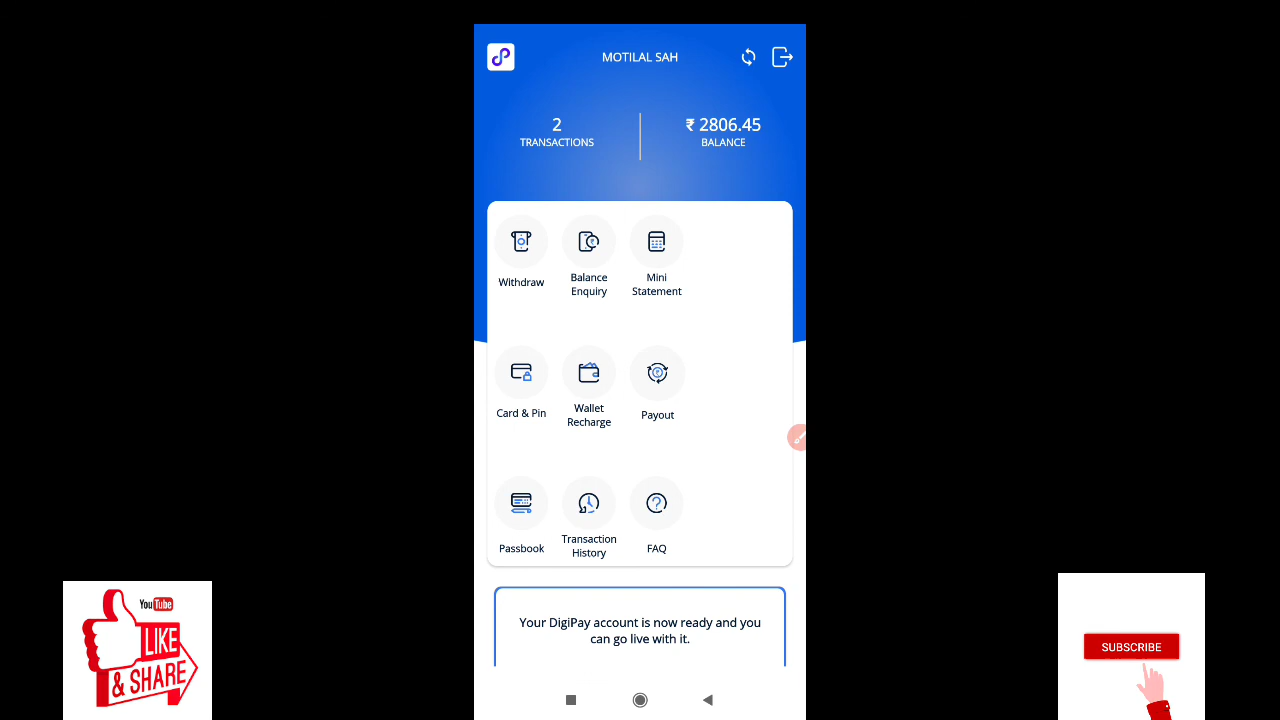 MOTILAL SAH
2
TRANSACTIONS
₹ 2806.45
BALANCE
Withdraw
Balance
Enquiry
Mini
Statement
Card & Pin
Wallet
Recharge
Payout
Passbook
Transaction
History
FAQ
Your DigiPay account is now ready and you
can go live with it.
YouTube
LIKE
& SHARE
SUBSCRIBE